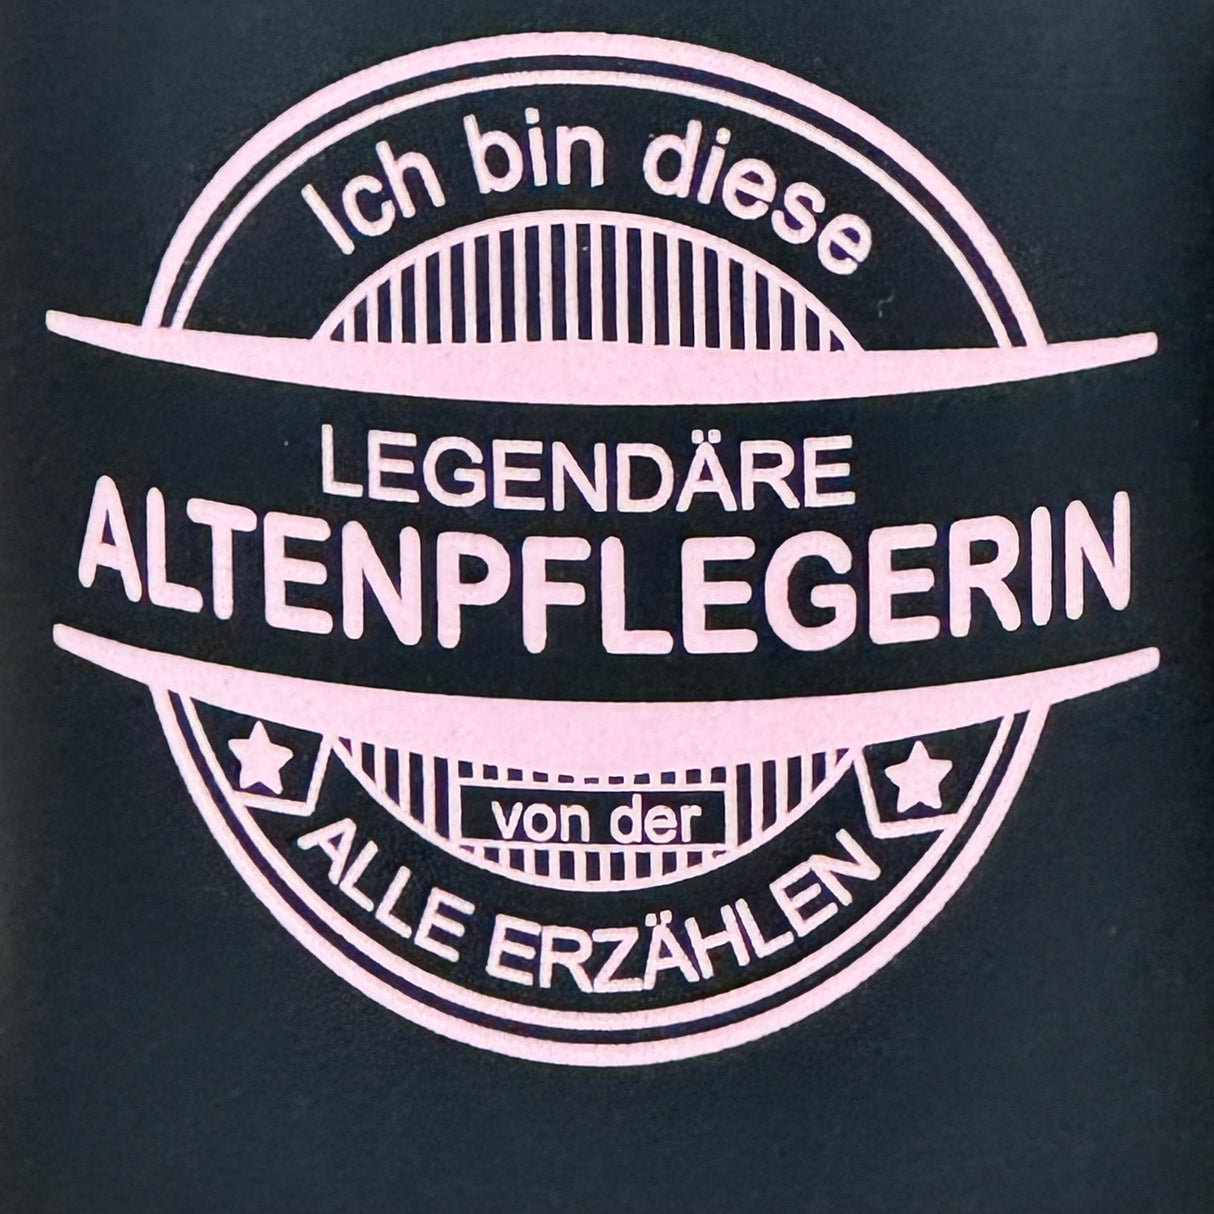 Ich bin diese
LEGENDÄRE
ALTENPFLEGERIN
von der
ALLE ERZÄHLEN